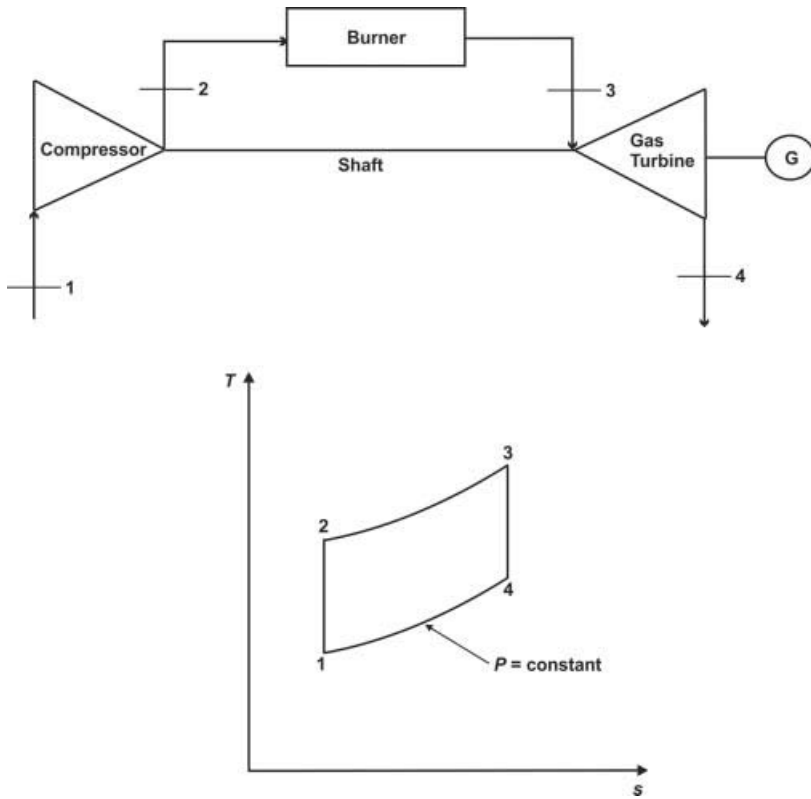 Burner
2
3
Compressor
Gas
Turbine
G
Shaft
1
4
T
3
2
4
1
P = constant
s